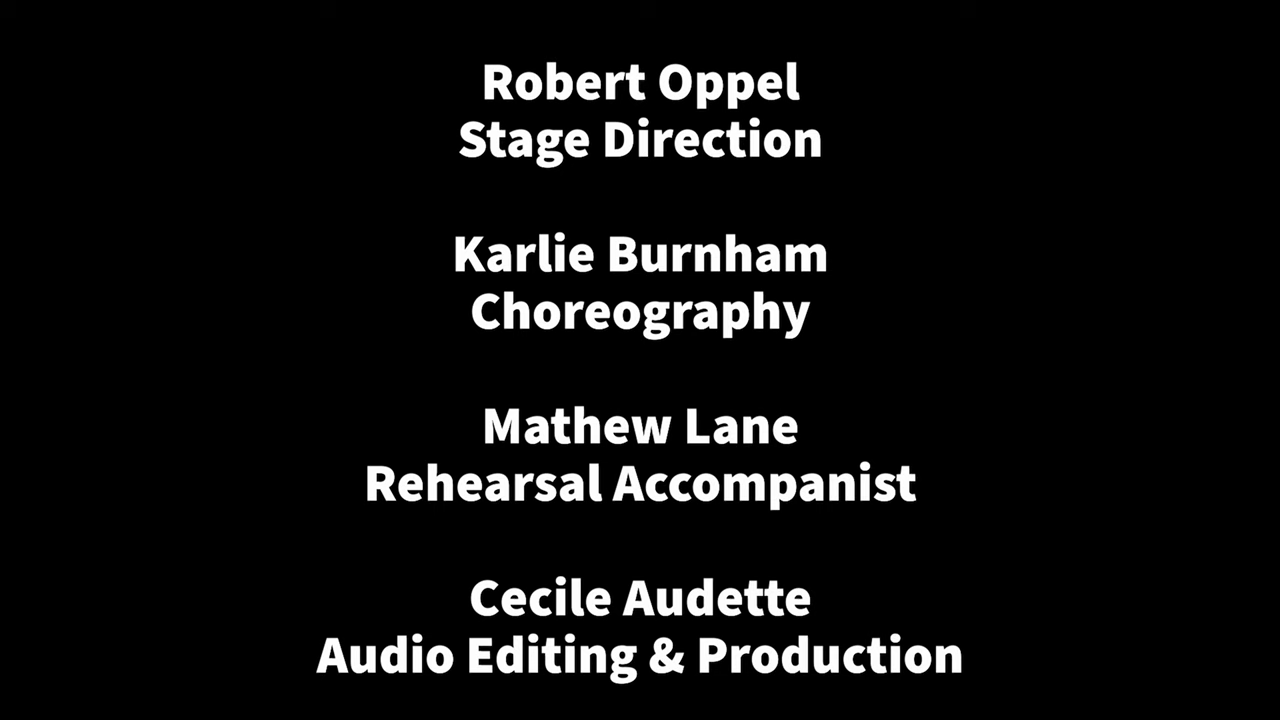 Robert Oppel
Stage Direction
Karlie Burnham
Choreography
Mathew Lane
Rehearsal Accompanist
Cecile Audette
Audio Editing & Production